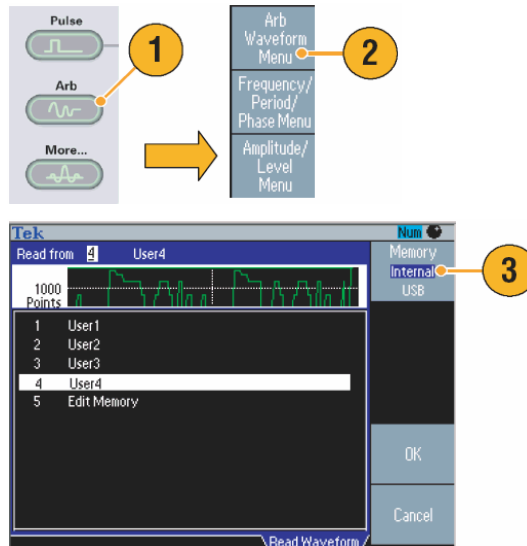 Pulse
1
Arb
More...
Arb
Waveform
Menu
2
Frequency/
Period/
Phase Menu
Amplitude/
Level
Menu
Tek
Num
Read from 4 User4
1000
Points
1 User1
2 User2
3 User3
4 User4
5 Edit Memory
Read Waveform
Memory
Internal
USB
3
OK
Cancel